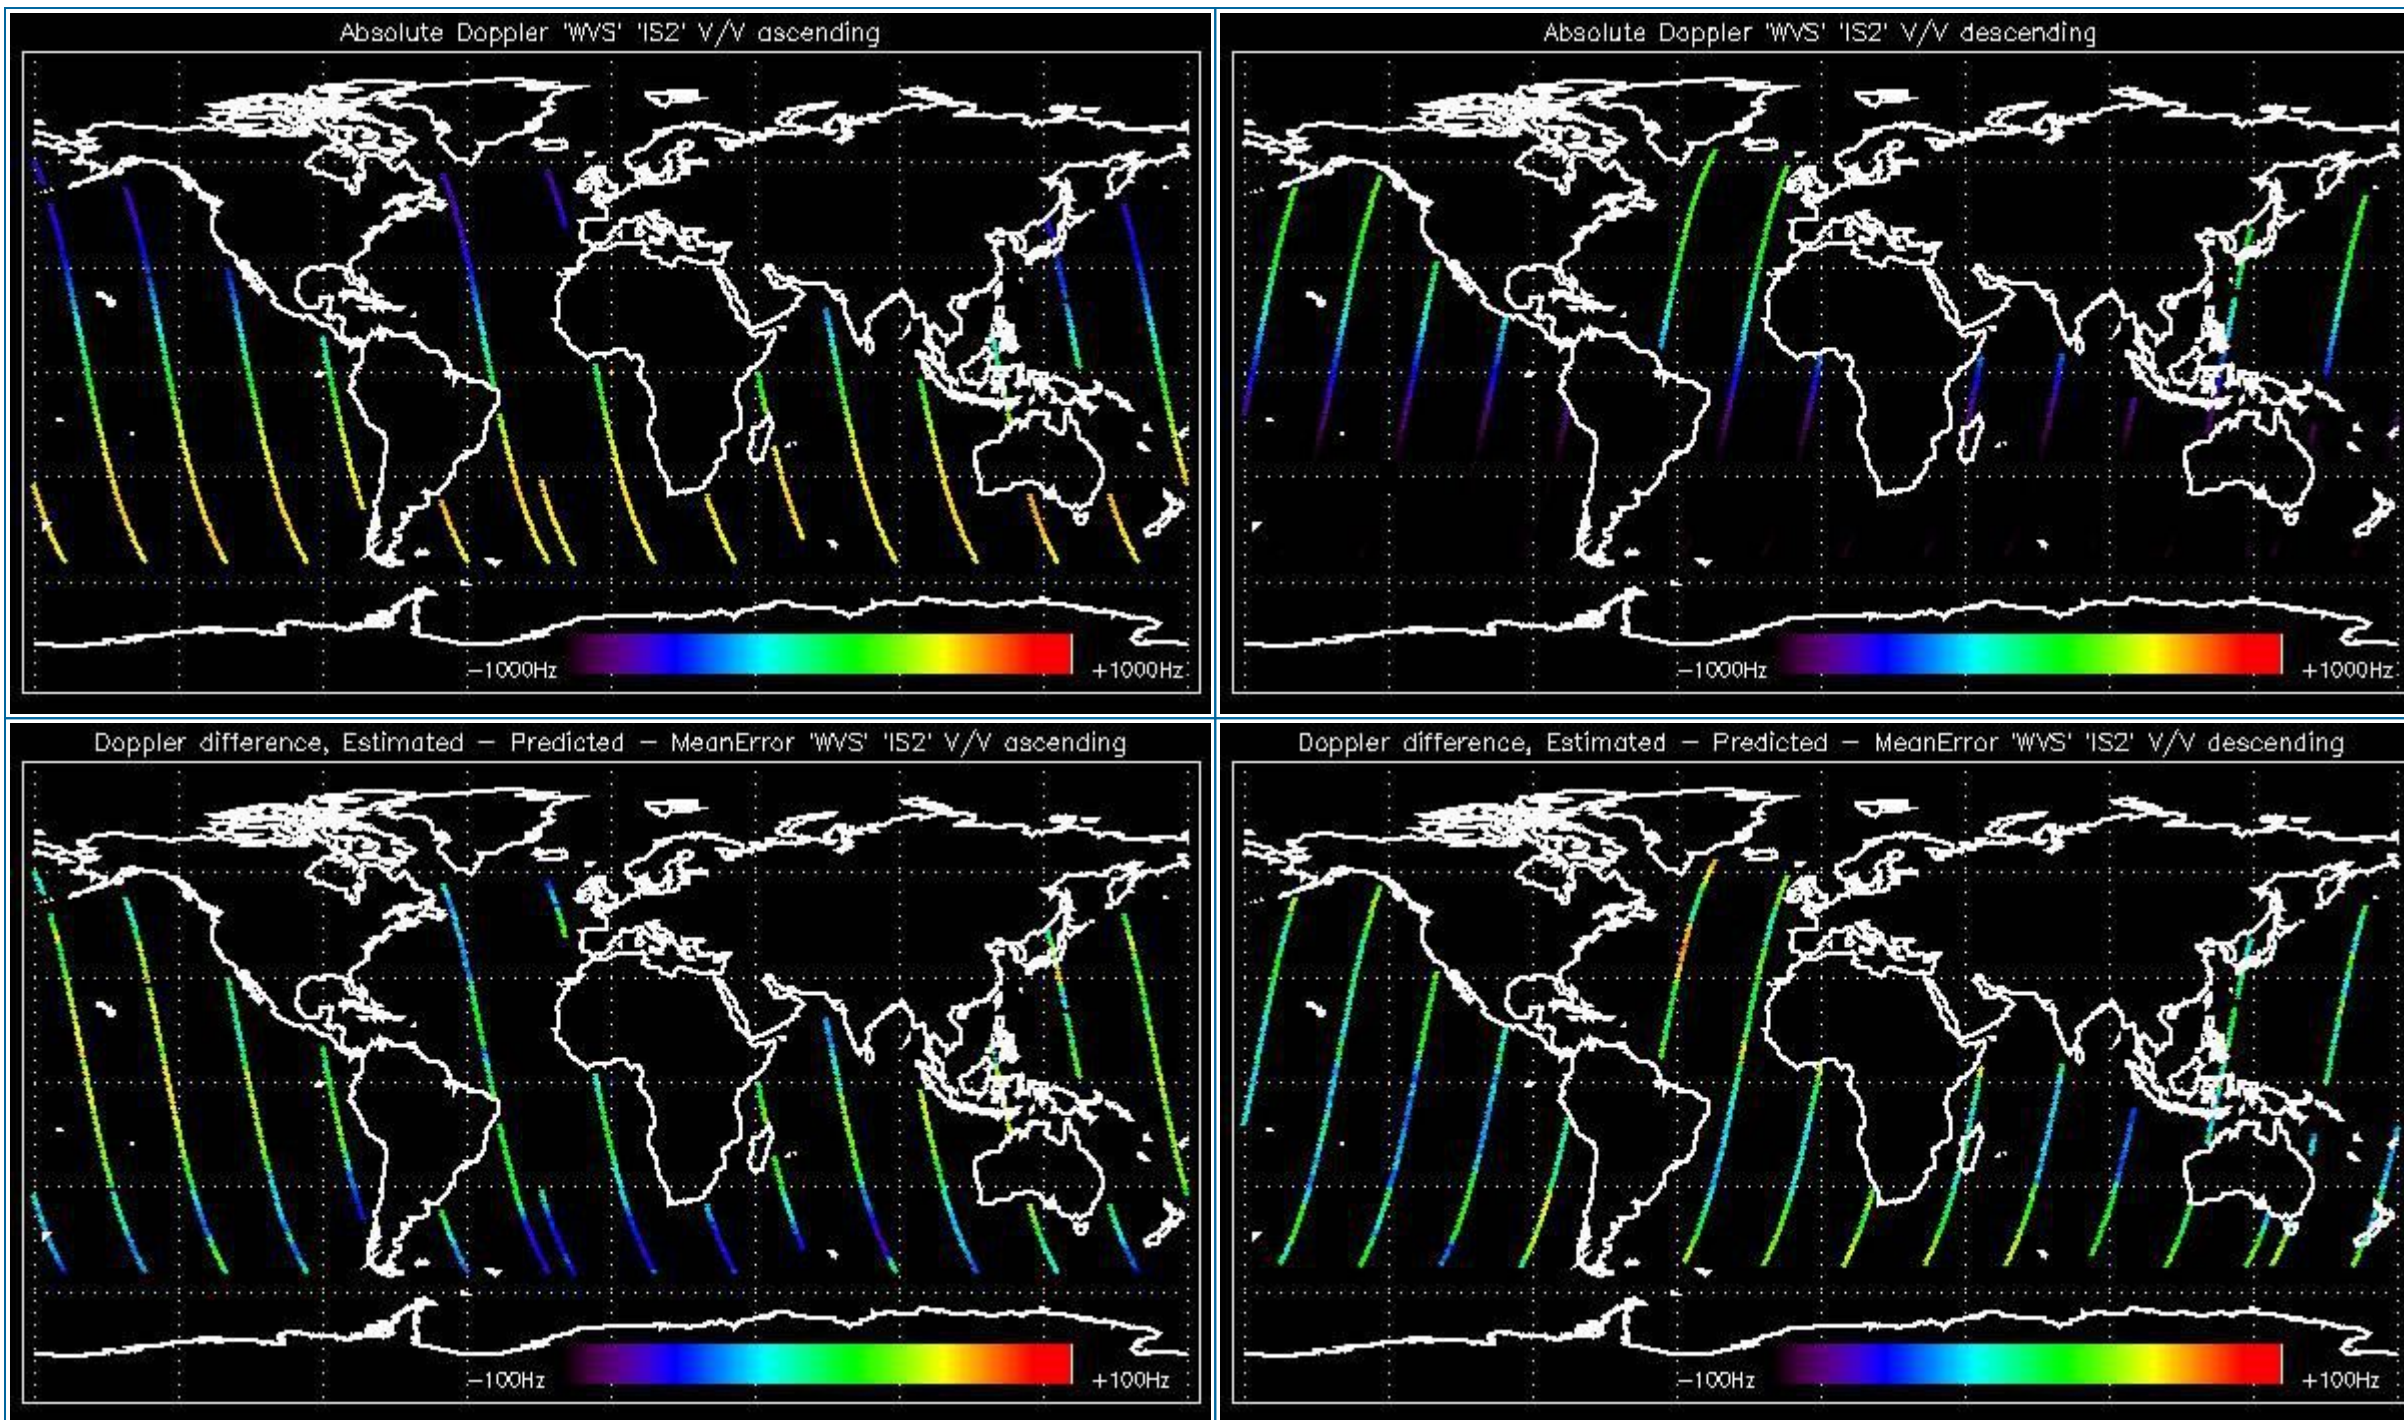 Absolute Doppler 'WVS' 'IS2' V/V ascending
-1000Hz +1000Hz
Absolute Doppler 'WVS' 'IS2' V/V descending
-1000Hz +1000Hz
Doppler difference, Estimated - Predicted - MeanError 'WVS' 'IS2' V/V ascending
-100Hz +100Hz
Doppler difference, Estimated - Predicted - MeanError 'WVS' 'IS2' V/V descending
-100Hz +100Hz